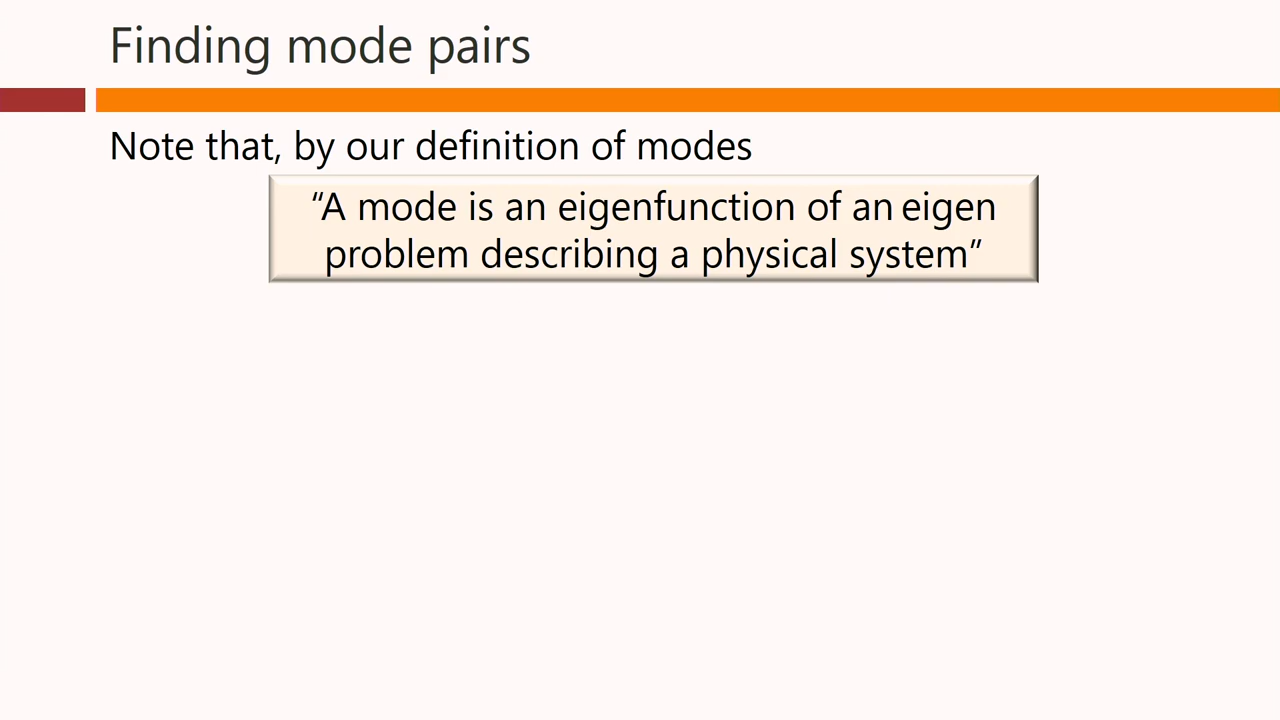 Finding mode pairs
Note that, by our definition of modes
“A mode is an eigenfunction of an eigen
problem describing a physical system”